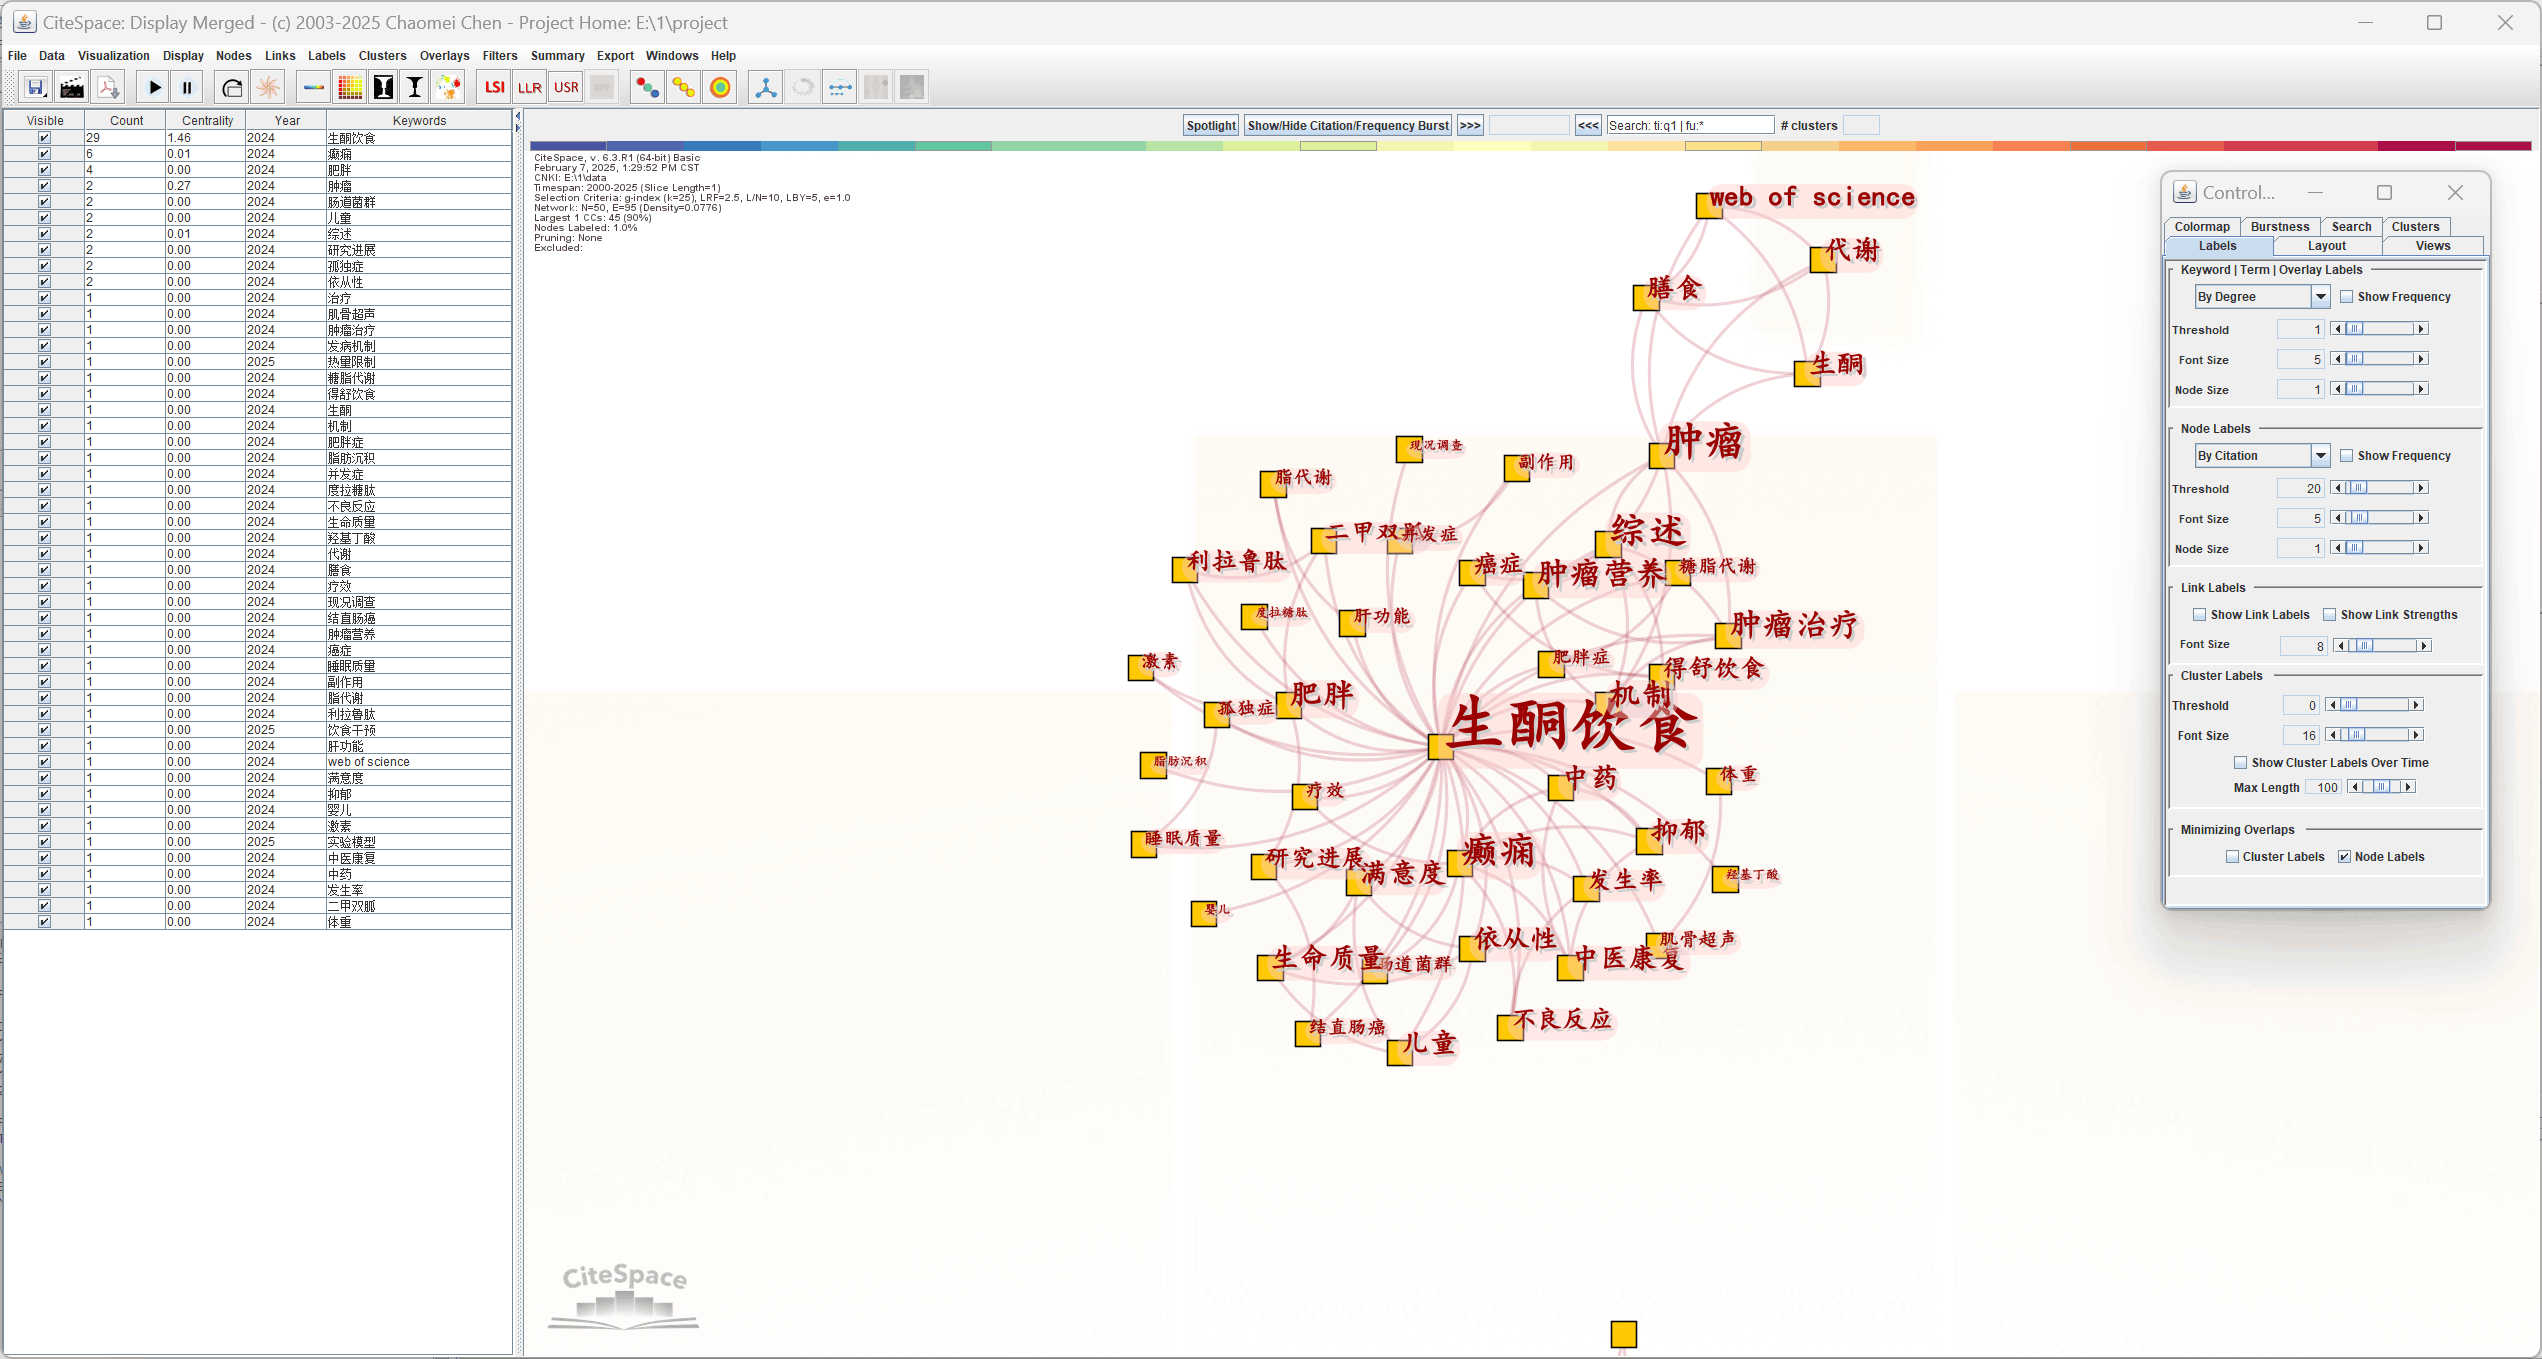 CiteSpace: Display Merged - (c) 2003-2025 Chaomei Chen - Project Home: E:\1\project
File Data Visualization Display Nodes Links Labels Clusters Overlays Filters Summary Export Windows Help
LSI LLR USR
Visible Count Centrality Year Keywords
29 1.46 2024 生酮饮食
6 0.01 2024 癫痫
4 0.00 2024 肥胖
2 0.27 2024 肿瘤
2 0.00 2024 肠道菌群
2 0.00 2024 儿童
2 0.01 2024 综述
2 0.00 2024 研究进展
2 0.00 2024 孤独症
2 0.00 2024 依从性
1 0.00 2024 治疗
1 0.00 2024 肌骨超声
1 0.00 2024 肿瘤治疗
1 0.00 2024 发病机制
1 0.00 2025 热量限制
1 0.00 2024 糖脂代谢
1 0.00 2024 得舒饮食
1 0.00 2024 生酮
1 0.00 2024 机制
1 0.00 2024 肥胖症
1 0.00 2024 脂肪沉积
1 0.00 2024 并发症
1 0.00 2024 度拉糖肽
1 0.00 2024 不良反应
1 0.00 2024 生命质量
1 0.00 2024 羟基丁酸
1 0.00 2024 代谢
1 0.00 2024 膳食
1 0.00 2024 疗效
1 0.00 2024 现况调查
1 0.00 2024 结直肠癌
1 0.00 2024 肿瘤营养
1 0.00 2024 癌症
1 0.00 2024 睡眠质量
1 0.00 2024 副作用
1 0.00 2024 脂代谢
1 0.00 2024 利拉鲁肽
1 0.00 2025 饮食干预
1 0.00 2024 肝功能
1 0.00 2024 web of science
1 0.00 2024 满意度
1 0.00 2024 抑郁
1 0.00 2024 婴儿
1 0.00 2024 激素
1 0.00 2025 实验模型
1 0.00 2024 中医康复
1 0.00 2024 中药
1 0.00 2024 发生率
1 0.00 2024 二甲双胍
1 0.00 2024 体重
Spotlight Show/Hide Citation/Frequency Burst >>> <<< Search: ti:q1 | fu:* # clusters
CiteSpace, v. 6.3.R1 (64-bit) Basic
February 7, 2025, 1:29:52 PM CST
CNKI: E:\1\data
Timespan: 2000-2025 (Slice Length=1)
Selection Criteria: g-index (k=25), LRF=2.5, L/N=10, LBY=5, e=1.0
Network: N=50, E=95 (Density=0.0776)
Largest 1 CCs: 45 (90%)
Nodes Labeled: 1.0%
Pruning: None
Excluded:
web of science
代谢
膳食
生酮
肿瘤
现况调查
副作用
脂代谢
二甲双胍
并发症
综述
利拉鲁肽
癌症
肿瘤营养
糖脂代谢
度拉糖肽
肝功能
肿瘤治疗
激素
肥胖症
得舒饮食
肥胖
机制
孤独症
生酮饮食
脂肪沉积
中药
体重
疗效
睡眠质量
抑郁
研究进展
满意度
癫痫
发生率
羟基丁酸
婴儿
依从性
肌骨超声
生命质量
肠道菌群
中医康复
结直肠癌
儿童
不良反应
CiteSpace
Control...
Colormap Burstness Search Clusters
Labels Layout Views
Keyword | Term | Overlay Labels
By Degree Show Frequency
Threshold 1
Font Size 5
Node Size 1
Node Labels
By Citation Show Frequency
Threshold 20
Font Size 5
Node Size 1
Link Labels
Show Link Labels Show Link Strengths
Font Size 8
Cluster Labels
Threshold 0
Font Size 16
Show Cluster Labels Over Time
Max Length 100
Minimizing Overlaps
Cluster Labels Node Labels